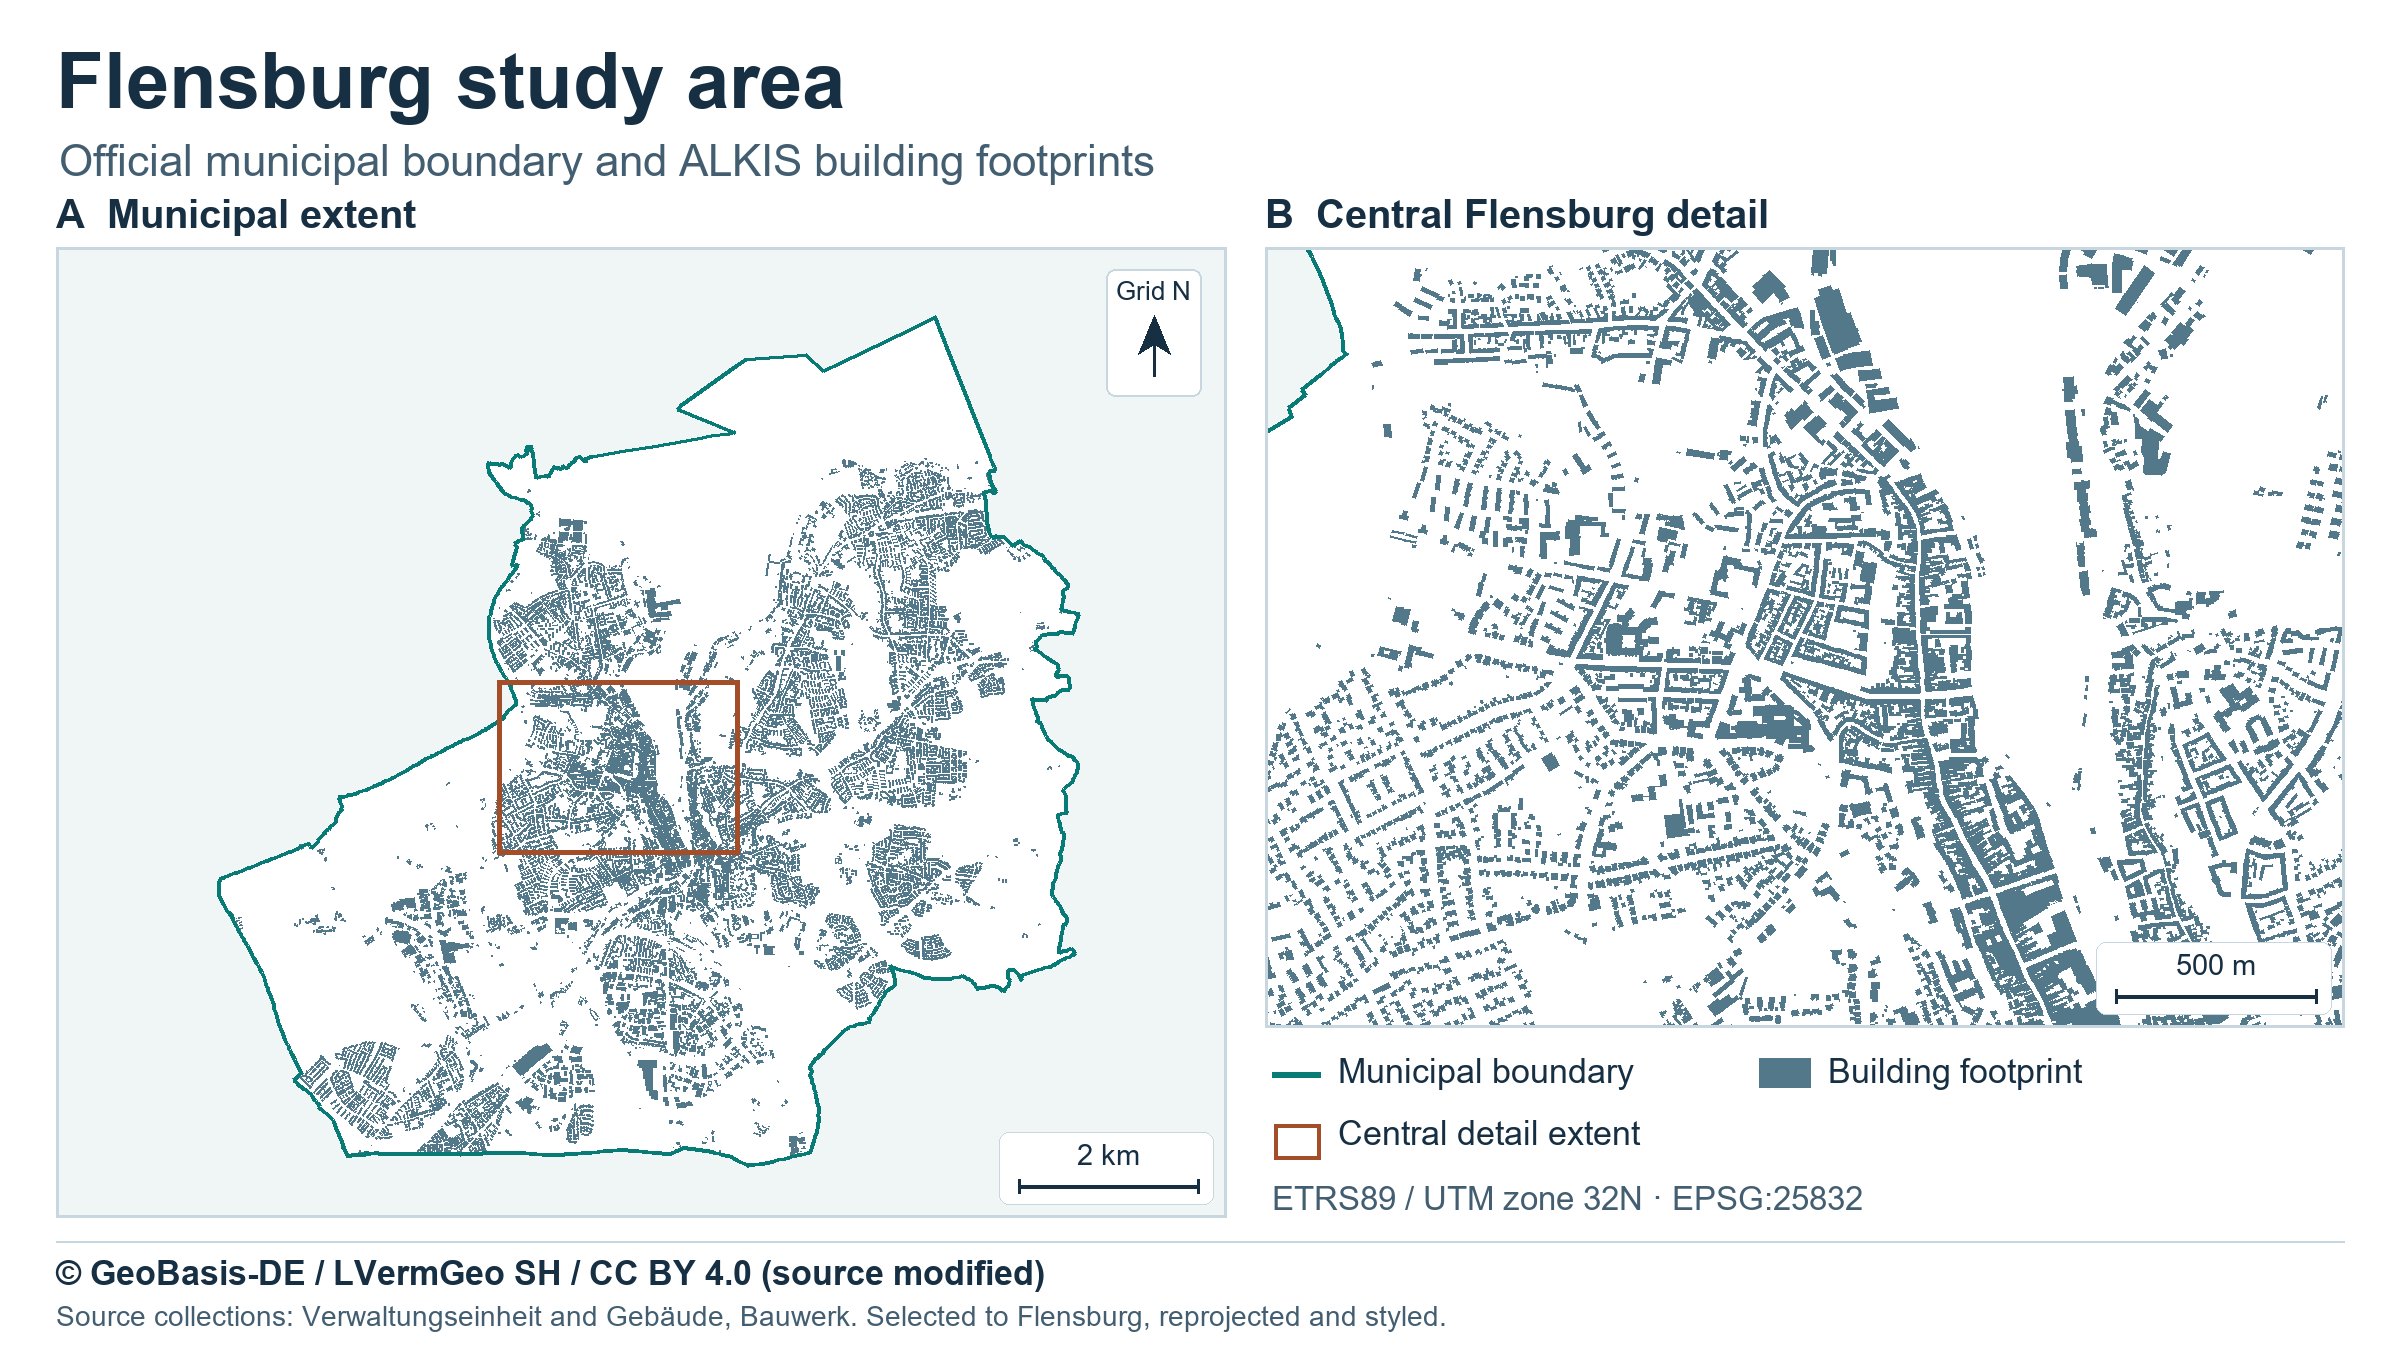 Flensburg study area
Official municipal boundary and ALKIS building footprints
A Municipal extent
Grid N
2 km
B Central Flensburg detail
500 m
Municipal boundary
Building footprint
Central detail extent
ETRS89 / UTM zone 32N · EPSG:25832
© GeoBasis-DE / LVermGeo SH / CC BY 4.0 (source modified)
Source collections: Verwaltungseinheit and Gebäude, Bauwerk. Selected to Flensburg, reprojected and styled.